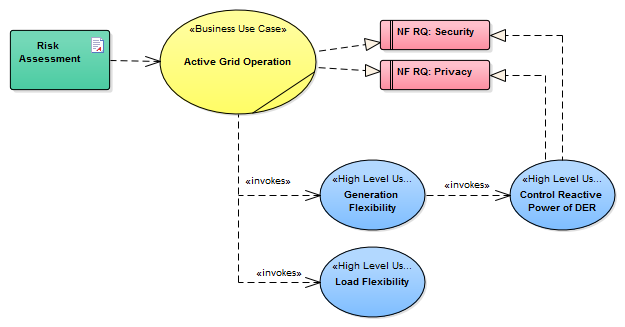 Risk
Assessment
«Business Use Case»
Active Grid Operation
NF RQ: Security
NF RQ: Privacy
«invokes»
«High Level Us...
Generation
Flexibility
«invokes»
«High Level Us...
Control Reactive
Power of DER
«invokes»
«High Level Us...
Load Flexibility